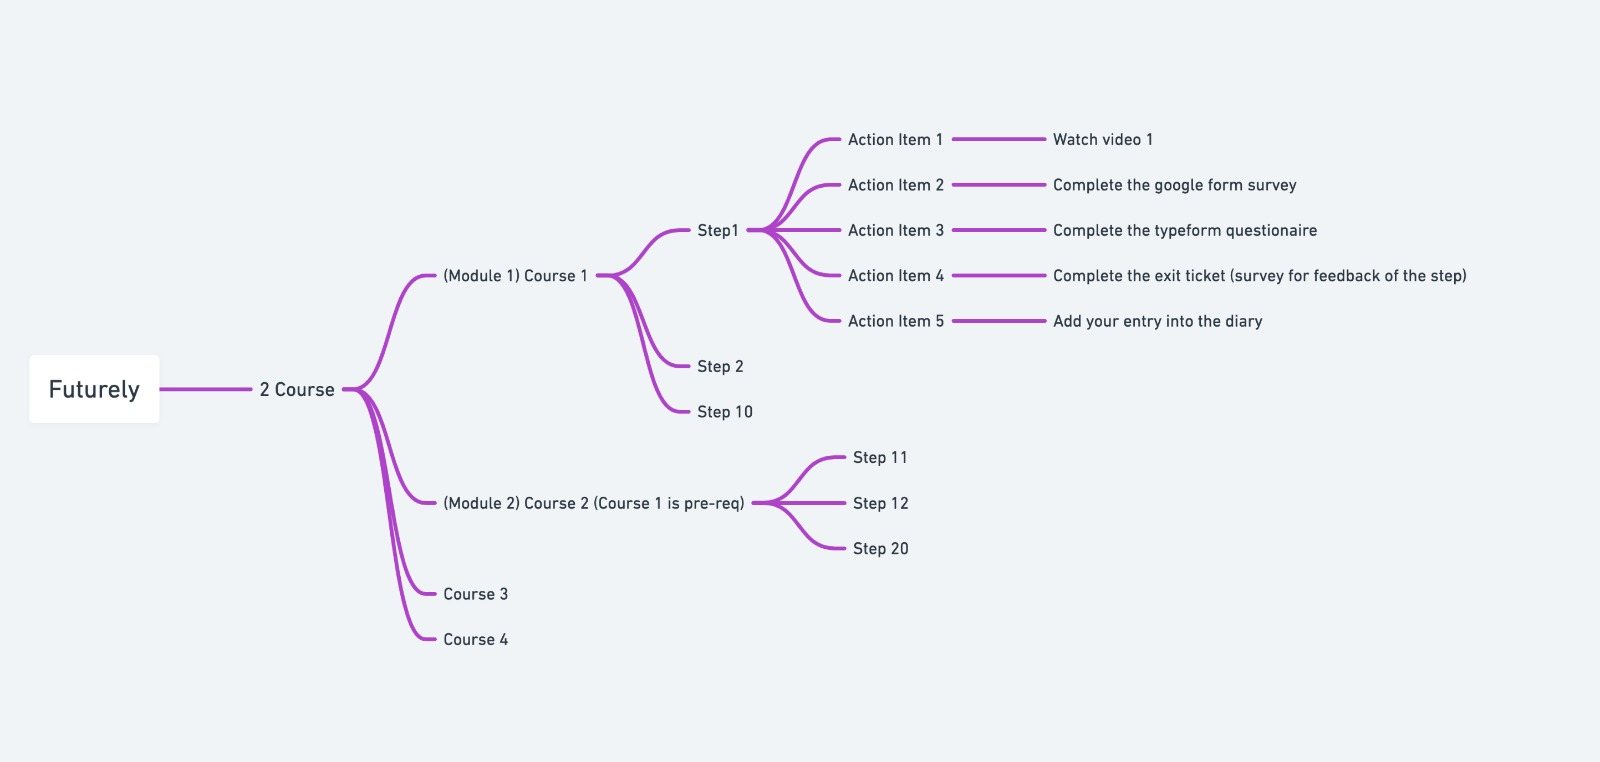 Futurely
2 Course
(Module 1) Course 1
Step1
Action Item 1
Watch video 1
Action Item 2
Complete the google form survey
Action Item 3
Complete the typeform questionaire
Action Item 4
Complete the exit ticket (survey for feedback of the step)
Action Item 5
Add your entry into the diary
Step 2
Step 10
(Module 2) Course 2 (Course 1 is pre-req)
Step 11
Step 12
Step 20
Course 3
Course 4